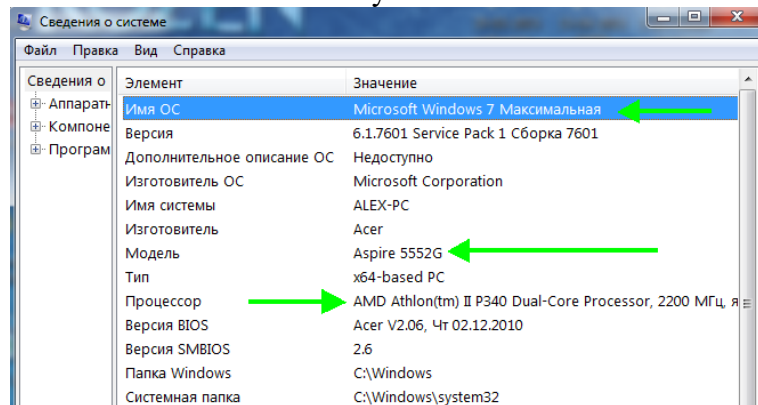 Сведения о системе
Файл Правка Вид Справка
Сведения о
Аппаратн
Компоне
Програм
Элемент Значение
Имя ОС Microsoft Windows 7 Максимальная
Версия 6.1.7601 Service Pack 1 Сборка 7601
Дополнительное описание ОС Недоступно
Изготовитель ОС Microsoft Corporation
Имя системы ALEX-PC
Изготовитель Acer
Модель Aspire 5552G
Тип x64-based PC
Процессор AMD Athlon(tm) II P340 Dual-Core Processor, 2200 МГц, я
Версия BIOS Acer V2.06, Чт 02.12.2010
Версия SMBIOS 2.6
Папка Windows C:\Windows
Системная папка C:\Windows\system32